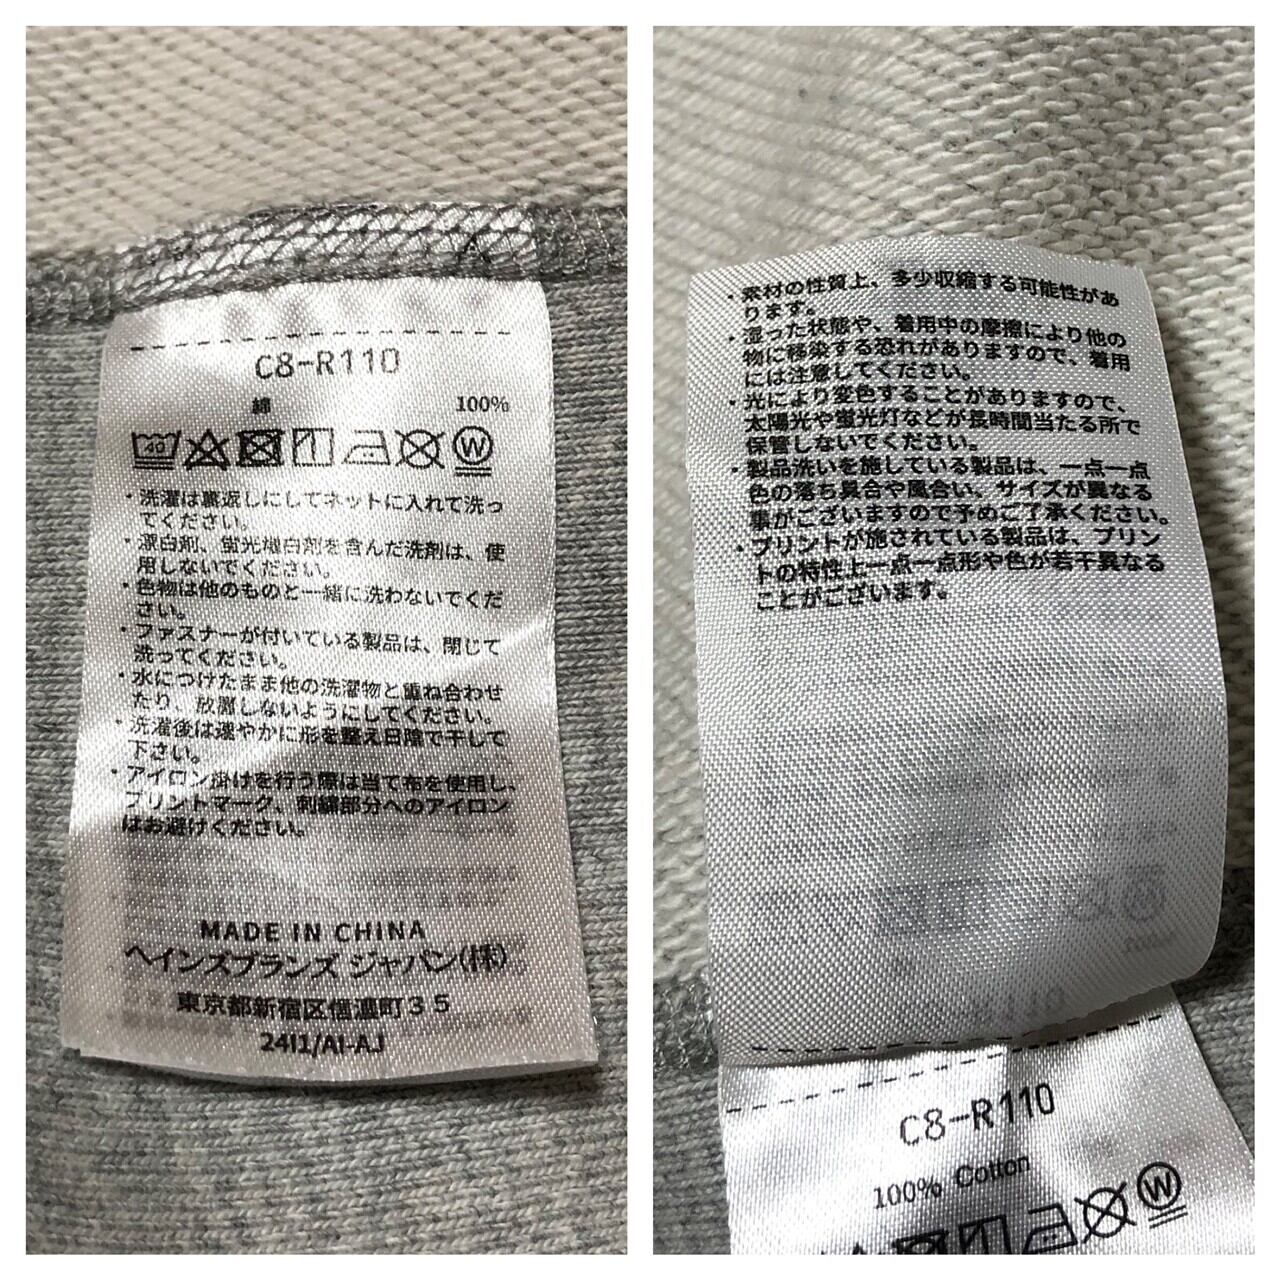 C8-R110
綿 100%
40
W
・洗濯は裏返しにしてネットに入れて洗っ
てください。
・漂白剤、蛍光増白剤を含んだ洗剤は、使
用しないでください。
・色物は他のものと一緒に洗わないでくだ
さい。
・ファスナーが付いている製品は、閉じて
洗ってください。
・水につけたまま他の洗濯物と重ね合わせ
たり、放置しないようにしてください。
・洗濯後は速やかに形を整え日陰で干して
下さい。
・アイロン掛けを行う際は当て布を使用し、
プリントマーク、刺繍部分へのアイロン
はお避けください。
MADE IN CHINA
ヘインズブランズ ジャパン(株)
東京都新宿区信濃町35
24I1/AI-AJ
・素材の性質上、多少収縮する可能性があ
ります。
・湿った状態や、着用中の摩擦により他の
物に移染する恐れがありますので、着用
には注意してください。
・光により変色することがありますので、
太陽光や蛍光灯などが長時間当たる所で
保管しないでください。
・製品洗いを施している製品は、一点一点
色の落ち具合や風合い、サイズが異なる
事がございますので予めご了承ください。
・プリントが施されている製品は、プリン
トの特性上一点一点形や色が若干異なる
ことがございます。
C8-R110
100% Cotton
W